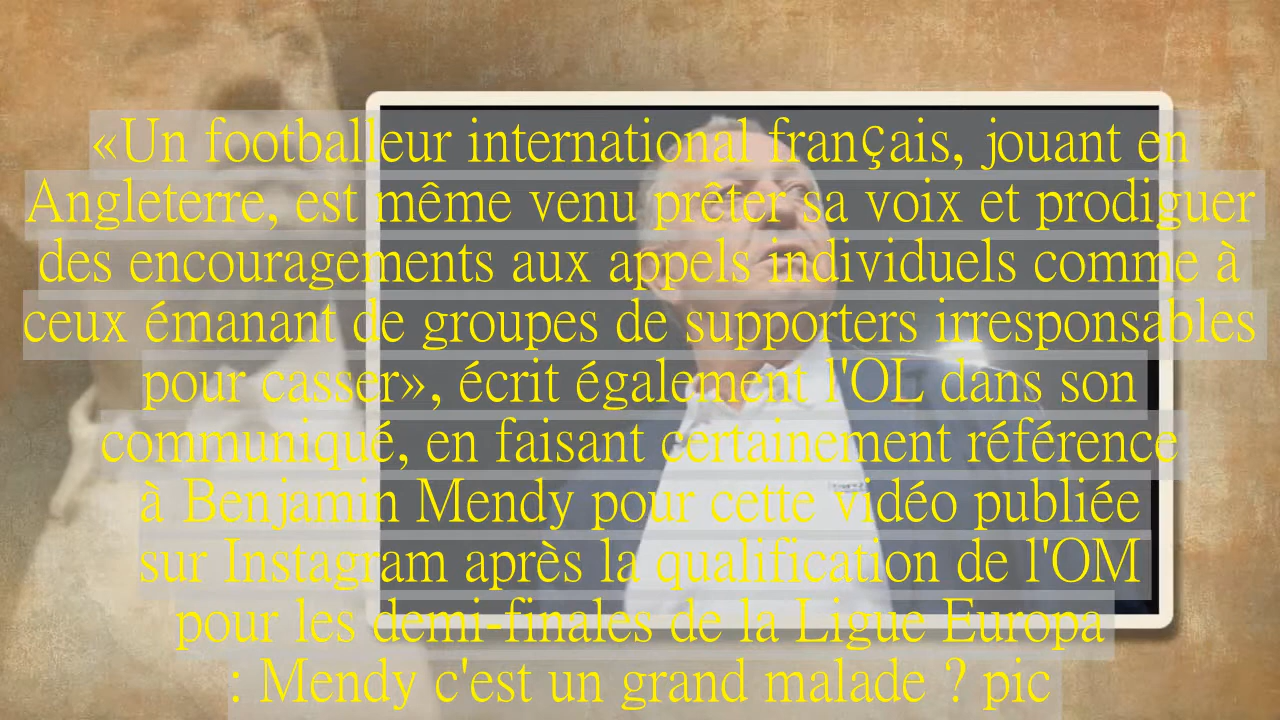 «Un footballeur international français, jouant en
Angleterre, est même venu prêter sa voix et prodiguer
des encouragements aux appels individuels comme à
ceux émanant de groupes de supporters irresponsables
pour casser», écrit également l'OL dans son
communiqué, en faisant certainement référence
à Benjamin Mendy pour cette vidéo publiée
sur Instagram après la qualification de l'OM
pour les demi-finales de la Ligue Europa
: Mendy c'est un grand malade ? pic